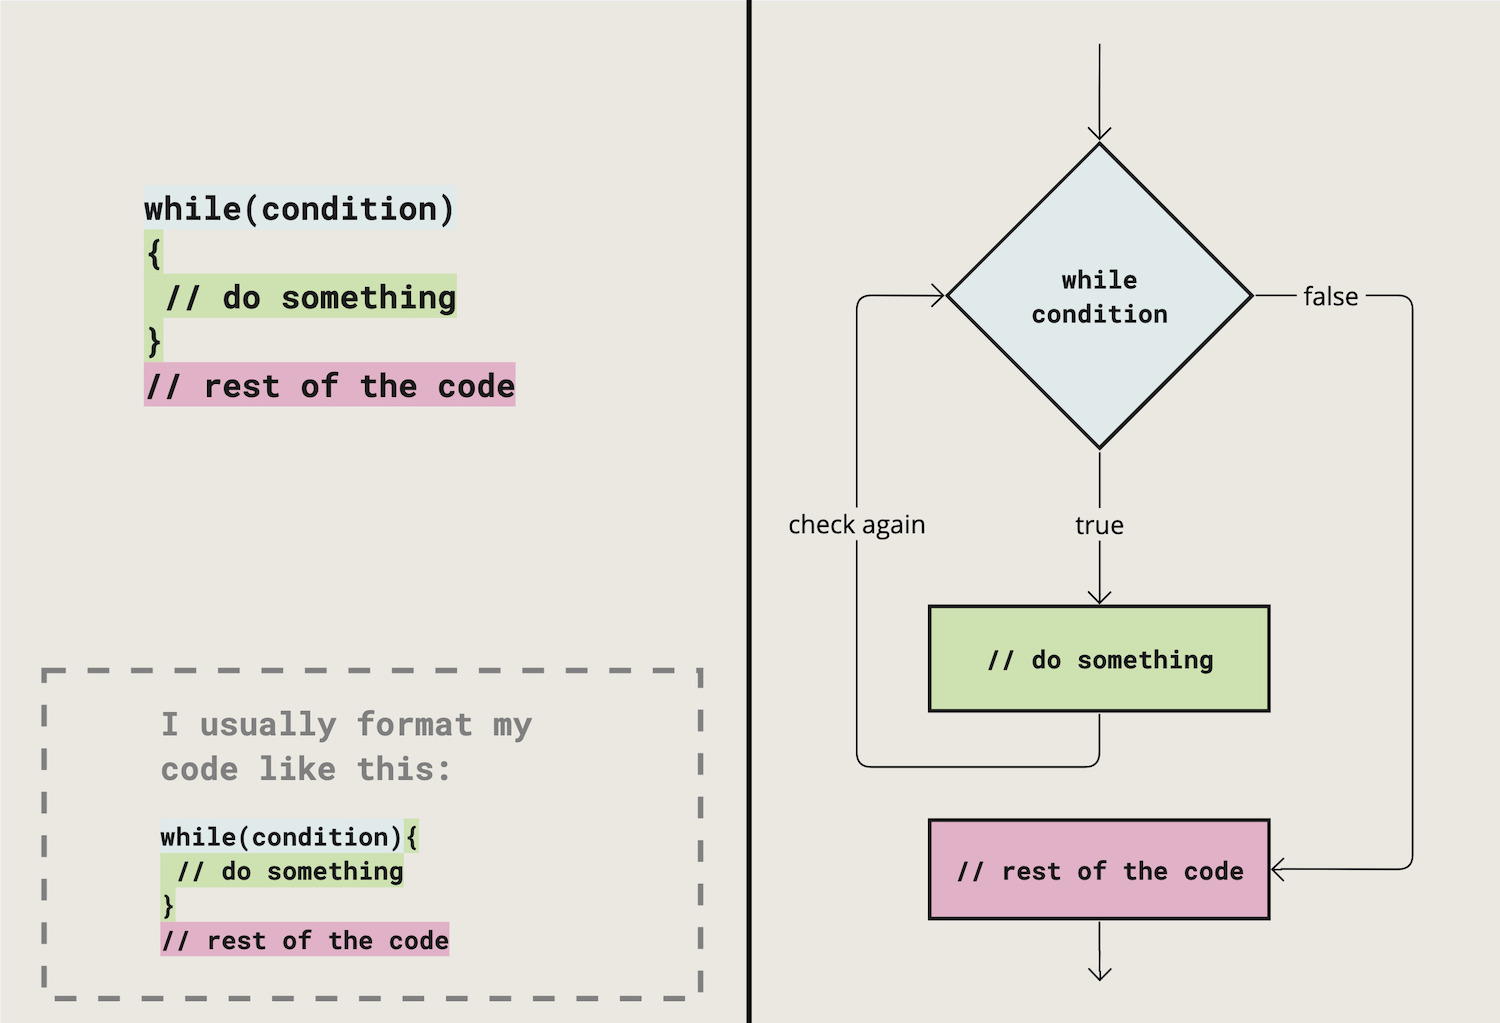 while(condition)
{
// do something
}
// rest of the code
I usually format my
code like this:
while(condition){
// do something
}
// rest of the code
while
condition
false
check again
true
// do something
// rest of the code